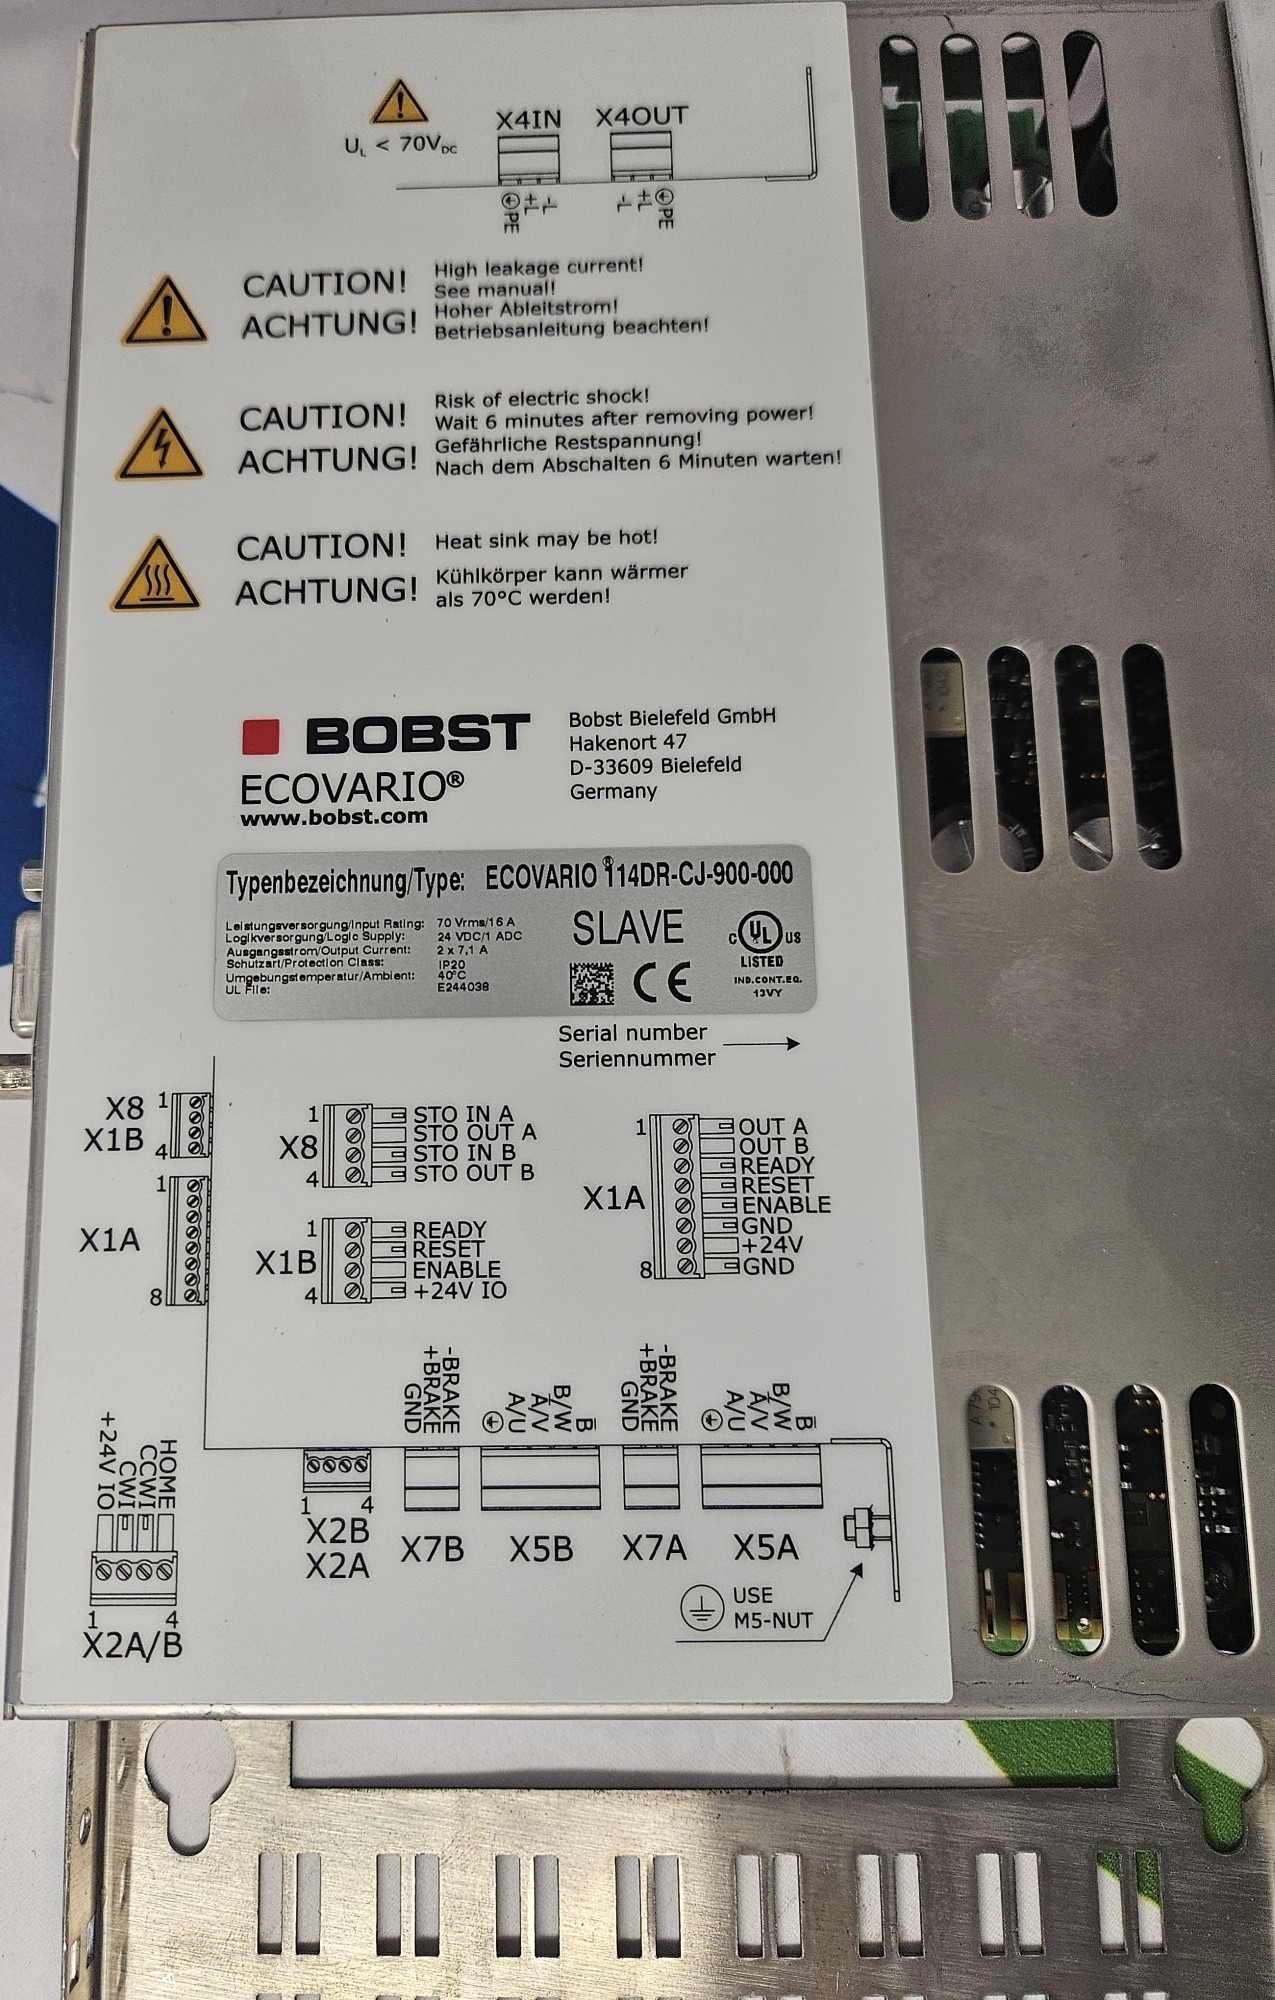 X4IN X4OUT
UL < 70VDC
PE +L -L -L +L PE
CAUTION! High leakage current!
See manual!
ACHTUNG! Hoher Ableitstrom!
Betriebsanleitung beachten!
CAUTION! Risk of electric shock!
Wait 6 minutes after removing power!
ACHTUNG! Gefährliche Restspannung!
Nach dem Abschalten 6 Minuten warten!
CAUTION! Heat sink may be hot!
ACHTUNG! Kühlkörper kann wärmer
als 70°C werden!
BOBST
ECOVARIO®
www.bobst.com
Bobst Bielefeld GmbH
Hakenort 47
D-33609 Bielefeld
Germany
Typenbezeichnung/Type: ECOVARIO®114DR-CJ-900-000
Leistungsversorgung/Input Rating: 70 Vrms/16 A
Logikversorgung/Logic Supply: 24 VDC/1 ADC
Ausgangsstrom/Output Current: 2 x 7,1 A
Schutzart/Protection Class: IP20
Umgebungstemperatur/Ambient: 40°C
UL File: E244038
SLAVE
CE
C UL US
LISTED
IND.CONT.EQ.
13VY
Serial number
Seriennummer
X8 1
X1B 4
1
X1A
8
X8
1 STO IN A
STO OUT A
STO IN B
4 STO OUT B
X1B
1 READY
RESET
ENABLE
4 +24V IO
X1A
1 OUT A
OUT B
READY
RESET
ENABLE
GND
+24V
8 GND
GND +BRAKE -BRAKE
A/U A/V B/W B
GND +BRAKE -BRAKE
A/U A/V B/W B
+24V IO CWI CCWI HOME
1 4
X2A/B
1 4
X2B
X2A
X7B X5B X7A X5A
USE
M5-NUT